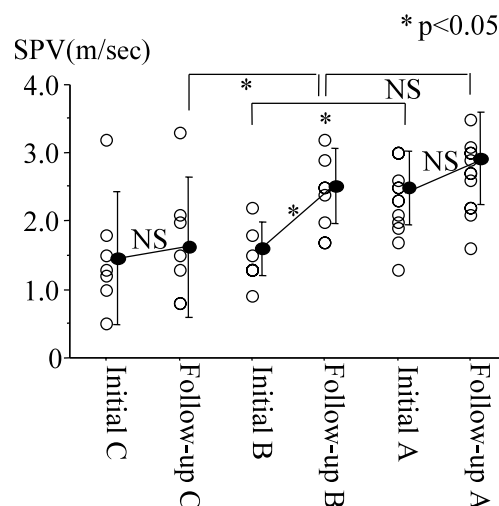 * p<0.05
SPV(m/sec)
4.0
3.0
2.0
1.0
0
*
NS
*
NS
NS
*
Initial C
Follow-up C
Initial B
Follow-up B
Initial A
Follow-up A